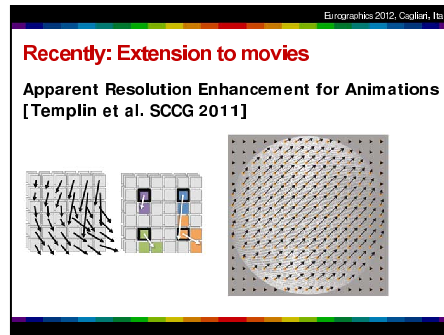 Eurographics 2012, Cagliari, Ita
Recently: Extension to movies
Apparent Resolution Enhancement for Animations
[Templin et al. SCCG 2011]